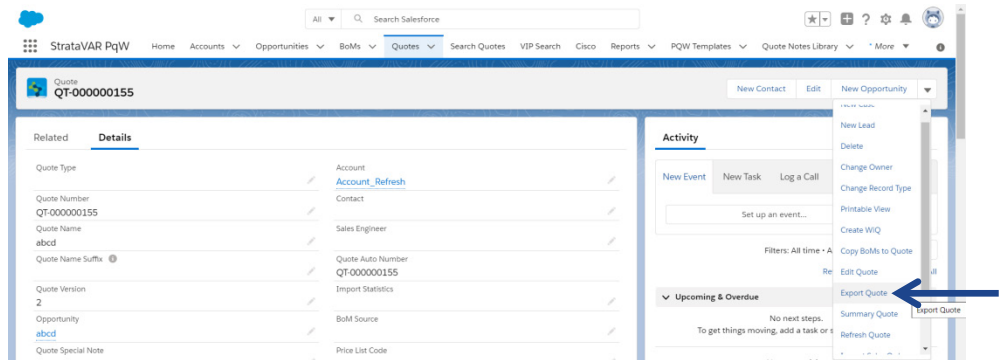 All ▼ Search Salesforce
StrataVAR PqW Home Accounts Opportunities BoMs Quotes Search Quotes VIP Search Cisco Reports PQW Templates Quote Notes Library * More ▼
Quote
QT-000000155
New Contact Edit New Opportunity
New Case
New Lead
Delete
Change Owner
Change Record Type
Printable View
Create WIQ
Copy BoMs to Quote
Edit Quote
Export Quote
Summary Quote
Refresh Quote
Export Quote
Related Details
Quote Type
Account
Account_Refresh
Quote Number
QT-000000155
Contact
Quote Name
abcd
Sales Engineer
Quote Name Suffix
Quote Auto Number
QT-000000155
Quote Version
2
Import Statistics
Opportunity
abcd
BoM Source
Quote Special Note
Price List Code
Activity
New Event New Task Log a Call
Set up an event...
Filters: All time • A
Re
all
Upcoming & Overdue
No next steps.
To get things moving, add a task or s